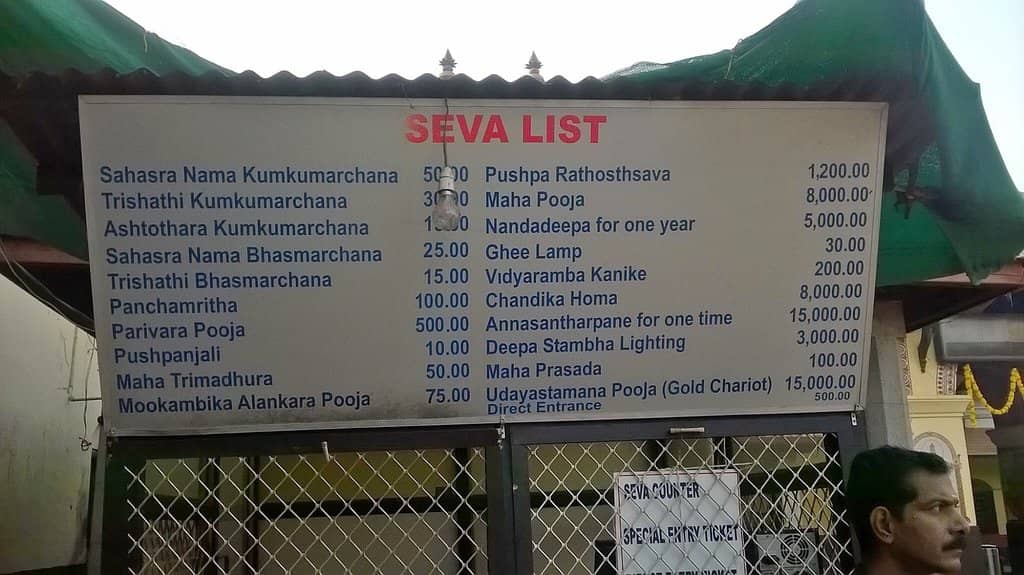 SEVA LIST
Sahasra Nama Kumkumarchana 50.00
Trishathi Kumkumarchana 30.00
Ashtothara Kumkumarchana
Sahasra Nama Bhasmarchana 25.00
Trishathi Bhasmarchana 15.00
Panchamritha 100.00
Parivara Pooja 500.00
Pushpanjali 10.00
Maha Trimadhura 50.00
Mookambika Alankara Pooja 75.00
Pushpa Rathosthsava 1,200.00
Maha Pooja 8,000.00
Nandadeepa for one year 5,000.00
Ghee Lamp 30.00
Vidyaramba Kanike 200.00
Chandika Homa 8,000.00
Annasantharpane for one time 15,000.00
Deepa Stambha Lighting 3,000.00
Maha Prasada 100.00
Udayastamana Pooja (Gold Chariot) 15,000.00
Direct Entrance 500.00
SEVA COUNTER
SPECIAL ENTRY TICKET
DIRECT ENTRY TICKET